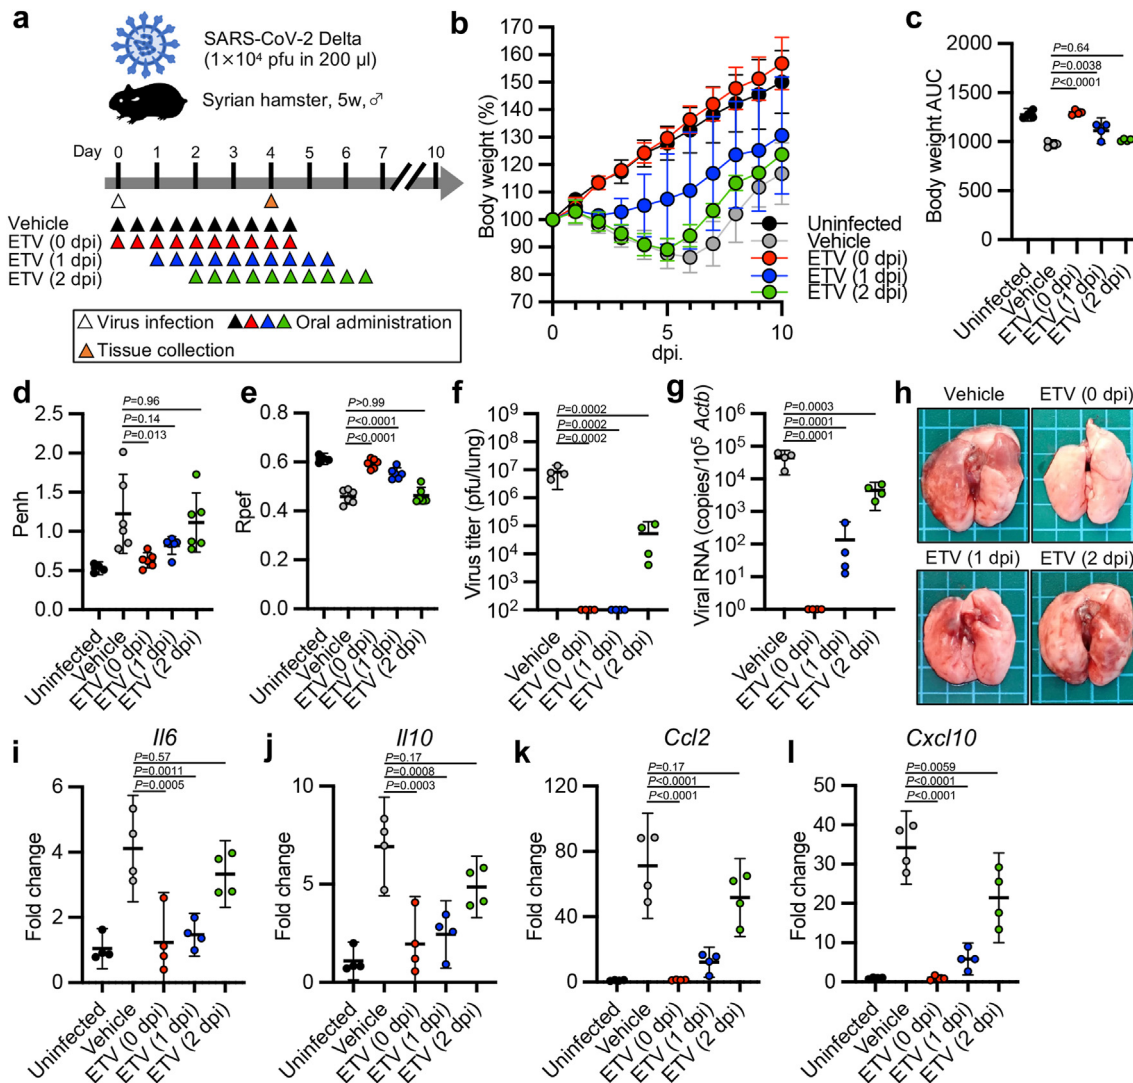 a
SARS-CoV-2 Delta
(1×10⁴ pfu in 200 µl)
Syrian hamster, 5w, ♂
Day 0 1 2 3 4 5 6 7 10
Vehicle
ETV (0 dpi)
ETV (1 dpi)
ETV (2 dpi)
Virus infection Oral administration
Tissue collection
b
Body weight (%)
170
160
150
140
130
120
110
100
90
80
70
0 5 10
dpi.
Uninfected
Vehicle
ETV (0 dpi)
ETV (1 dpi)
ETV (2 dpi)
c
Body weight AUC
2000
1500
1000
500
0
P=0.64
P=0.0038
P<0.0001
Uninfected
Vehicle
ETV (0 dpi)
ETV (1 dpi)
ETV (2 dpi)
d
Penh
2.5
2.0
1.5
1.0
0.5
0.0
P=0.96
P=0.14
P=0.013
Uninfected
Vehicle
ETV (0 dpi)
ETV (1 dpi)
ETV (2 dpi)
e
Rpef
0.8
0.6
0.4
0.2
0.0
P>0.99
P<0.0001
P<0.0001
Uninfected
Vehicle
ETV (0 dpi)
ETV (1 dpi)
ETV (2 dpi)
f
Virus titer (pfu/lung)
10⁹
10⁸
10⁷
10⁶
10⁵
10⁴
10³
10²
P=0.0002
P=0.0002
P=0.0002
Vehicle
ETV (0 dpi)
ETV (1 dpi)
ETV (2 dpi)
g
Viral RNA (copies/10⁵ Actb)
10⁶
10⁵
10⁴
10³
10²
10¹
10⁰
P=0.0003
P=0.0001
P=0.0001
Vehicle
ETV (0 dpi)
ETV (1 dpi)
ETV (2 dpi)
h
Vehicle ETV (0 dpi)
ETV (1 dpi) ETV (2 dpi)
i
Il6
Fold change
6
4
2
0
P=0.57
P=0.0011
P=0.0005
Uninfected
Vehicle
ETV (0 dpi)
ETV (1 dpi)
ETV (2 dpi)
j
Il10
Fold change
10
5
0
P=0.17
P=0.0008
P=0.0003
Uninfected
Vehicle
ETV (0 dpi)
ETV (1 dpi)
ETV (2 dpi)
k
Ccl2
Fold change
120
80
40
0
P=0.17
P<0.0001
P<0.0001
Uninfected
Vehicle
ETV (0 dpi)
ETV (1 dpi)
ETV (2 dpi)
l
Cxcl10
Fold change
50
40
30
20
10
0
P=0.0059
P<0.0001
P<0.0001
Uninfected
Vehicle
ETV (0 dpi)
ETV (1 dpi)
ETV (2 dpi)